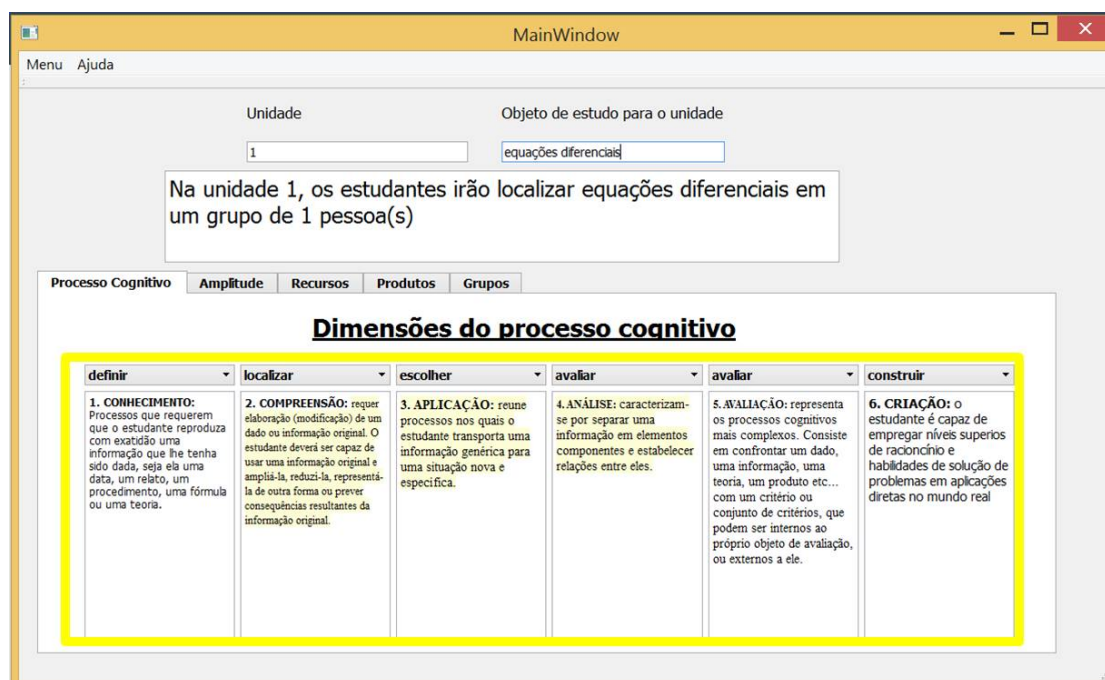 MainWindow
Menu Ajuda
Unidade
Objeto de estudo para o unidade
1
equações diferenciais
Na unidade 1, os estudantes irão localizar equações diferenciais em
um grupo de 1 pessoa(s)
Processo Cognitivo Amplitude Recursos Produtos Grupos
Dimensões do processo cognitivo
definir
1. CONHECIMENTO:
Processos que requerem
que o estudante reproduza
com exatidão uma
informação que lhe tenha
sido dada, seja ela uma
data, um relato, um
procedimento, uma fórmula
ou uma teoria.
localizar
2. COMPREENSÃO: requer
elaboração (modificação) de um
dado ou informação original. O
estudante deverá ser capaz de
usar uma informação original e
ampliá-la, reduzi-la, representá-
la de outra forma ou prever
consequências resultantes da
informação original.
escolher
3. APLICAÇÃO: reune
processos nos quais o
estudante transporta uma
informação genérica para
uma situação nova e
especifica.
avaliar
4. ANÁLISE: caracterizam-
se por separar uma
informação em elementos
componentes e estabelecer
relações entre eles.
avaliar
5. AVALIAÇÃO: representa
os processos cognitivos
mais complexos. Consiste
em confrontar um dado,
uma informação, uma
teoria, um produto etc...
com um critério ou
conjunto de critérios, que
podem ser internos ao
próprio objeto de avaliação,
ou externos a ele.
construir
6. CRIAÇÃO: o
estudante é capaz de
empregar níveis superios
de racioncínio e
habilidades de solução de
problemas em aplicações
diretas no mundo real